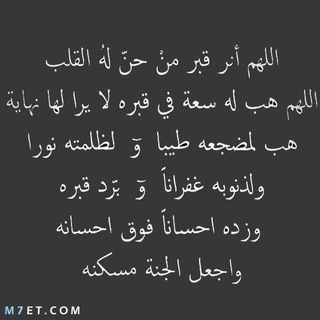 اللهم أنر قبر منْ حنّ لهُ القلب
اللهم هب له سعة في قبره لا يرا لها نهاية
هب لمضجعه طيبا وَ لظلمته نورا
ولذنوبه غفراناً وَ برّد قبره
وزده احساناً فوق احسانه
واجعل الجنة مسكنه
M7ET.COM